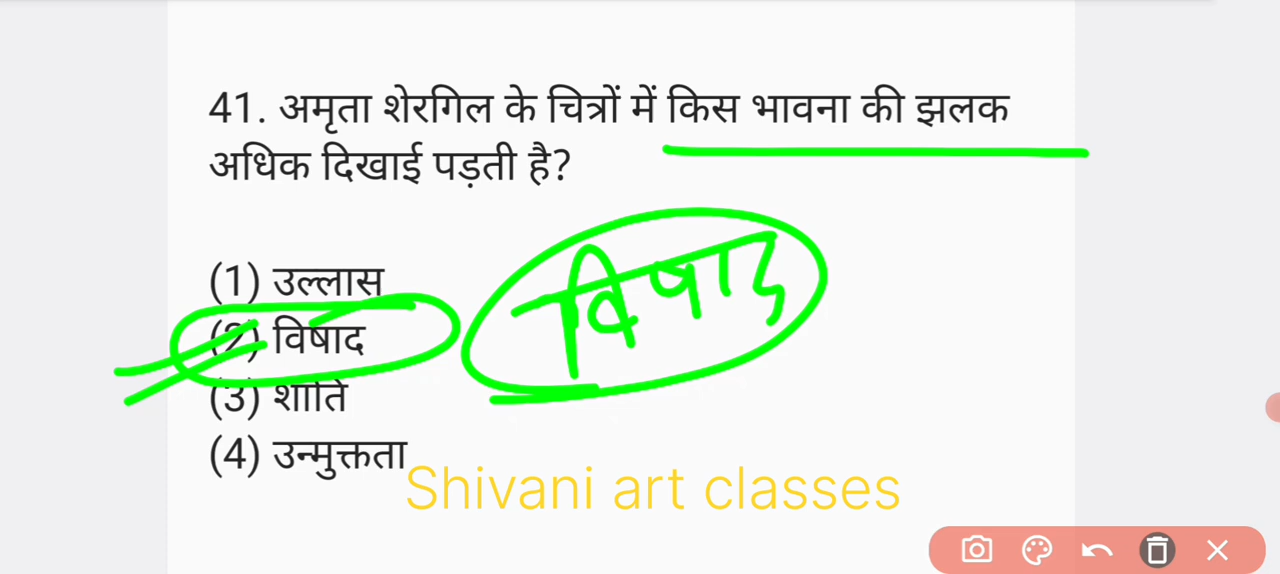 41. अमृता शेरगिल के चित्रों में किस भावना की झलक
अधिक दिखाई पड़ती है?
(1) उल्लास
(2) विषाद
विषाद
(3) शांति
(4) उन्मुक्तता
Shivani art classes